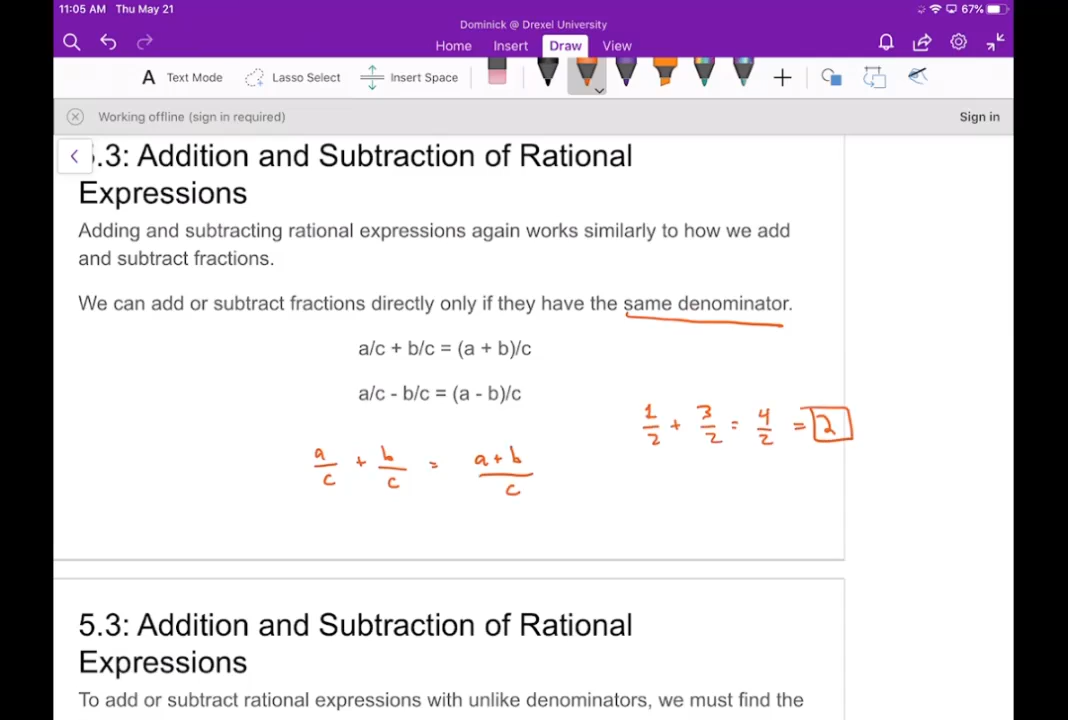 11:05 AM Thu May 21
67%
Dominick @ Drexel University
Home Insert Draw View
A Text Mode Lasso Select Insert Space
Working offline (sign in required) Sign in
.3: Addition and Subtraction of Rational
Expressions
Adding and subtracting rational expressions again works similarly to how we add
and subtract fractions.
We can add or subtract fractions directly only if they have the same denominator.
a/c + b/c = (a + b)/c
a/c - b/c = (a - b)/c
1/2 + 3/2 = 4/2 = 2
a/c + b/c = a+b/c
5.3: Addition and Subtraction of Rational
Expressions
To add or subtract rational expressions with unlike denominators, we must find the